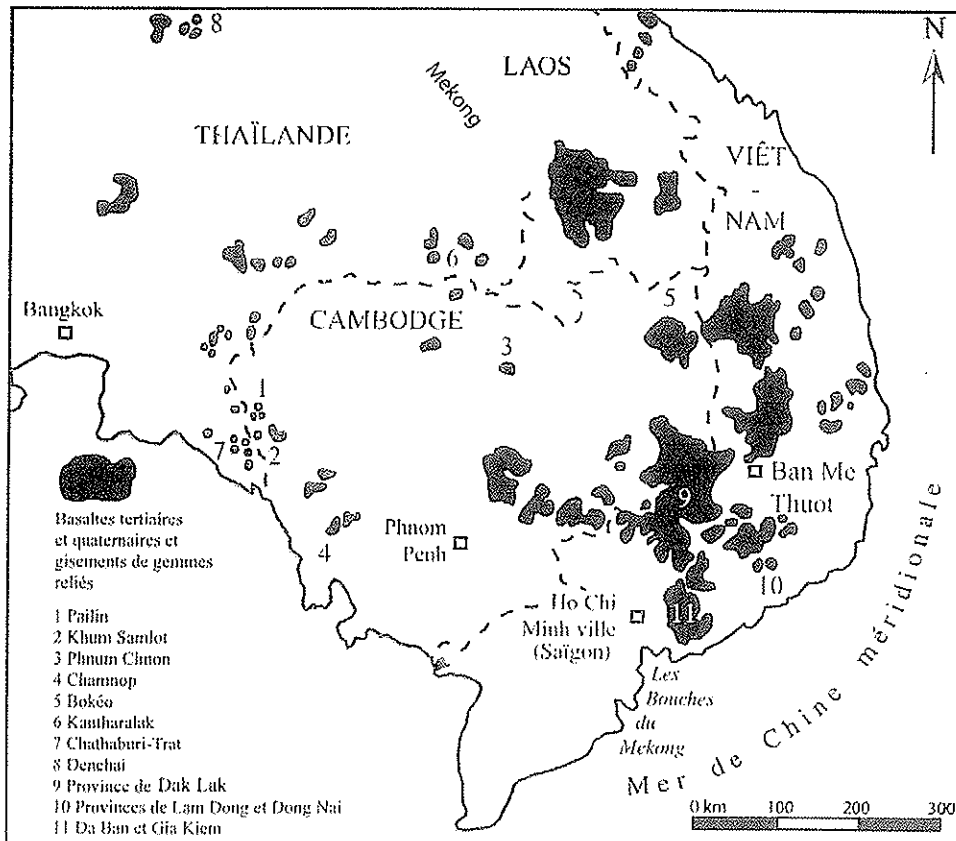 8
N
LAOS
Mekong
THAÏLANDE
VIÊT
NAM
6
5
Bangkok
CAMBODGE
3
1
7
2
Ban Me
Thuot
9
Basaltes tertiaires
et quaternaires et
gisements de gemmes
reliés
Phnom
Penh
4
10
Ho Chi
Minh ville
(Saïgon)
11
1 Pailin
2 Khum Samlot
3 Phnum Chnon
4 Chamnop
5 Bokéo
6 Kantharalak
7 Chathaburi-Trat
8 Denchai
9 Province de Dak Lak
10 Provinces de Lam Dong et Dong Nai
11 Da Ban et Gia Kiem
Les
Bouches
du
Mekong
Mer de Chine méridionale
0 km 100 200 300